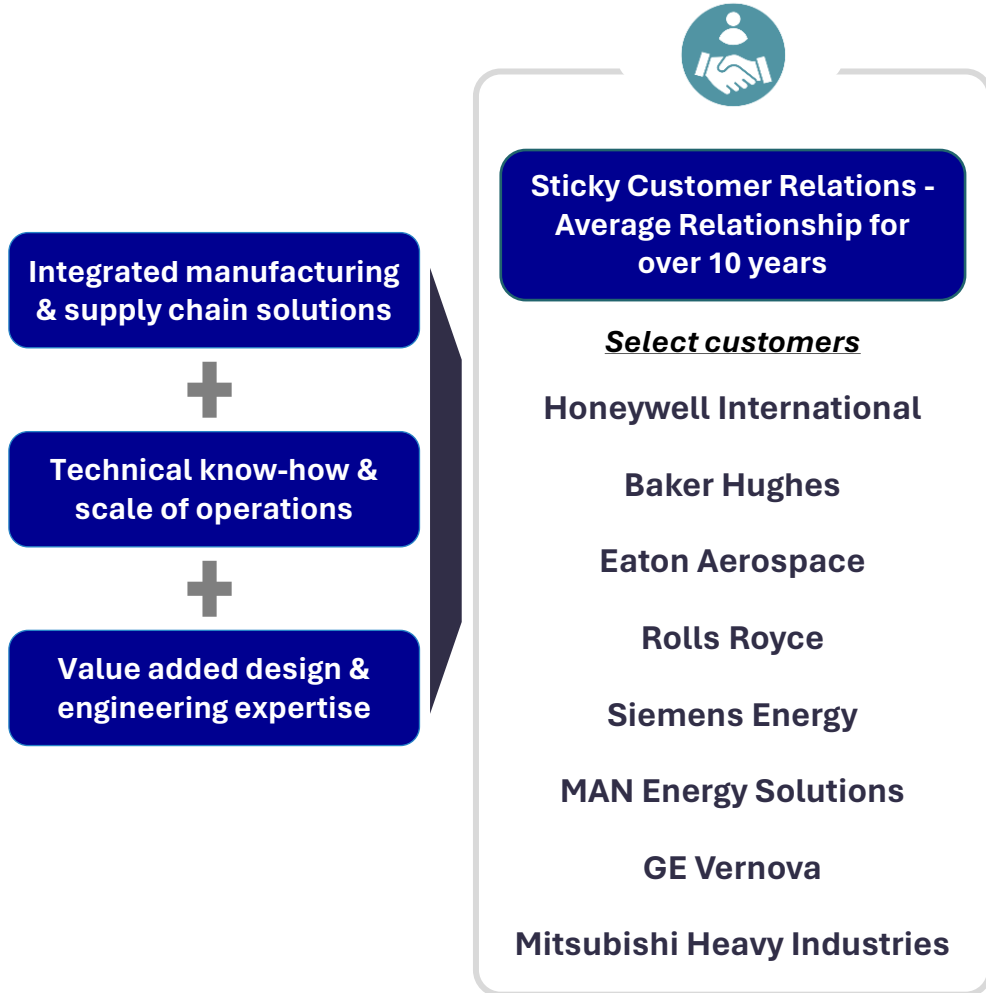 Integrated manufacturing
& supply chain solutions
Technical know-how &
scale of operations
Value added design &
engineering expertise
Sticky Customer Relations -
Average Relationship for
over 10 years
Select customers
Honeywell International
Baker Hughes
Eaton Aerospace
Rolls Royce
Siemens Energy
MAN Energy Solutions
GE Vernova
Mitsubishi Heavy Industries